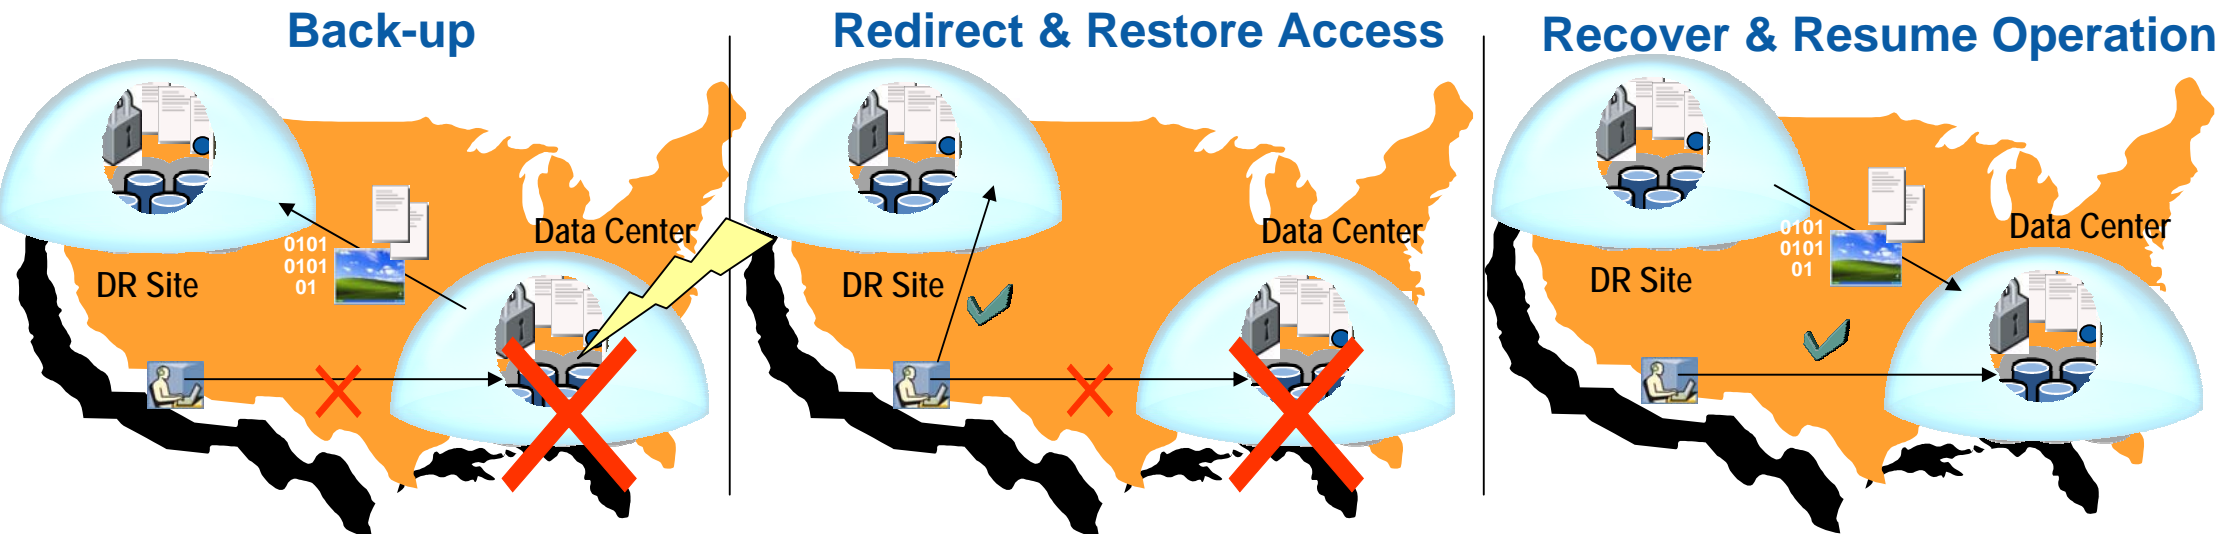 Back-up
Redirect & Restore Access
Recover & Resume Operation
Data Center
0101
0101
01
DR Site
Data Center
DR Site
Data Center
0101
0101
01
DR Site